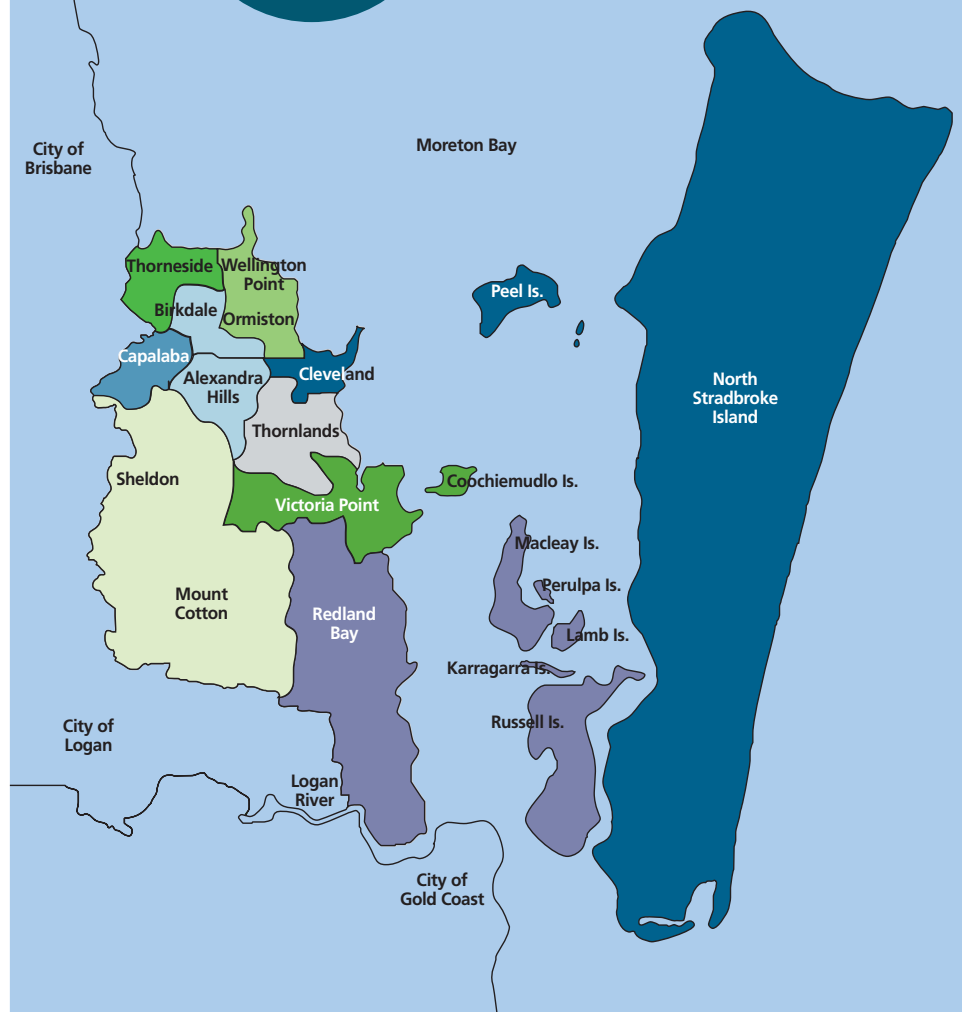 City of
Brisbane
Moreton Bay
Thorneside
Wellington
Point
Birkdale
Ormiston
Peel Is.
Capalaba
Alexandra
Hills
Cleveland
North
Stradbroke
Island
Thornlands
Sheldon
Coochiemudlo Is.
Victoria Point
Macleay Is.
Perulpa Is.
Mount
Cotton
Redland
Bay
Lamb Is.
Karragarra Is.
Russell Is.
City of
Logan
Logan
River
City of
Gold Coast